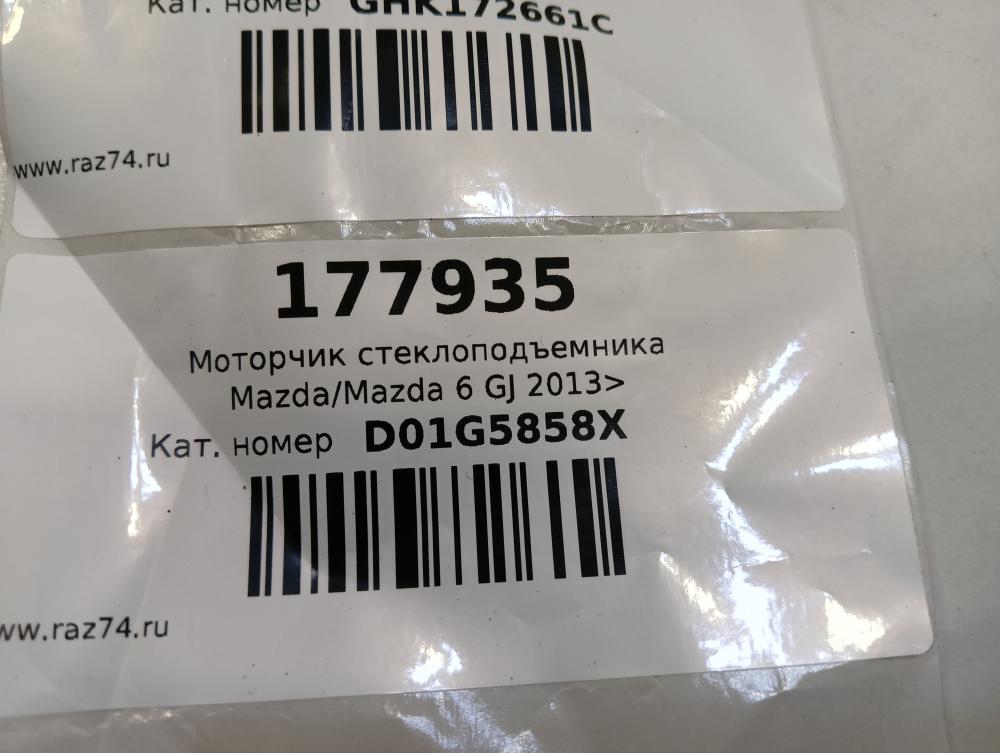 Кат. номер GHK172661C
www.raz74.ru
177935
Моторчик стеклоподъемника
Mazda/Mazda 6 GJ 2013>
Кат. номер D01G5858X
ww.raz74.ru